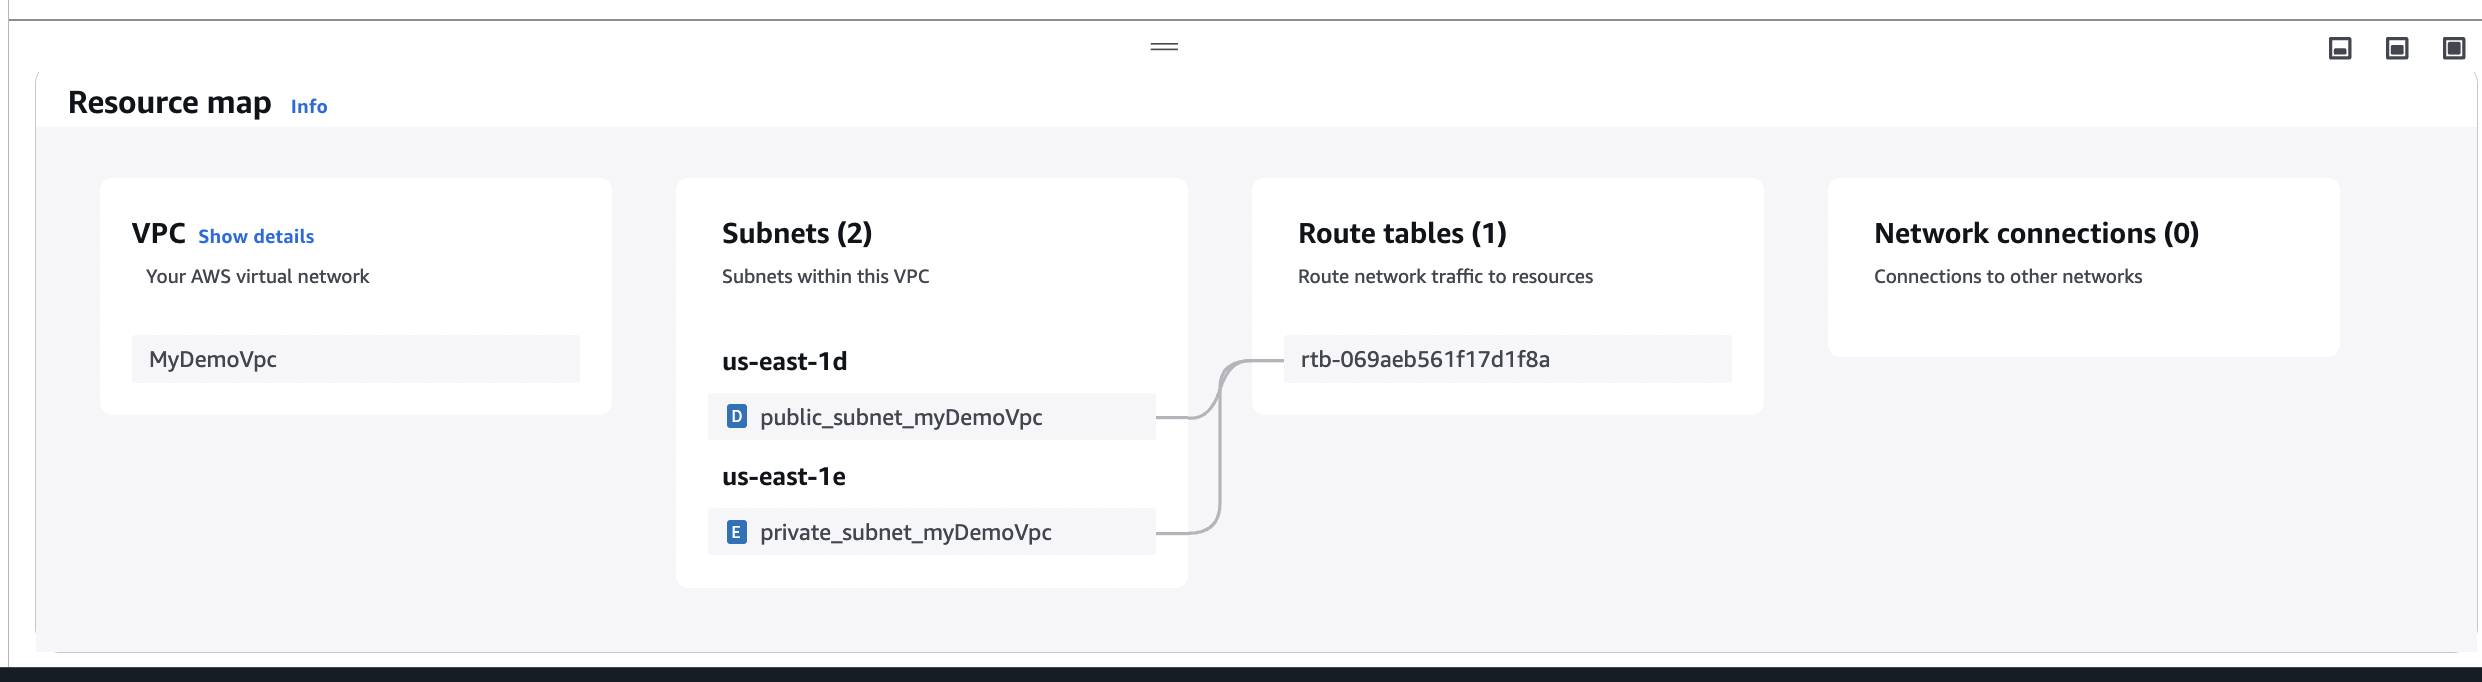 Resource map Info
VPC Show details
Your AWS virtual network
MyDemoVpc
Subnets (2)
Subnets within this VPC
us-east-1d
D public_subnet_myDemoVpc
us-east-1e
E private_subnet_myDemoVpc
Route tables (1)
Route network traffic to resources
rtb-069aeb561f17d1f8a
Network connections (0)
Connections to other networks